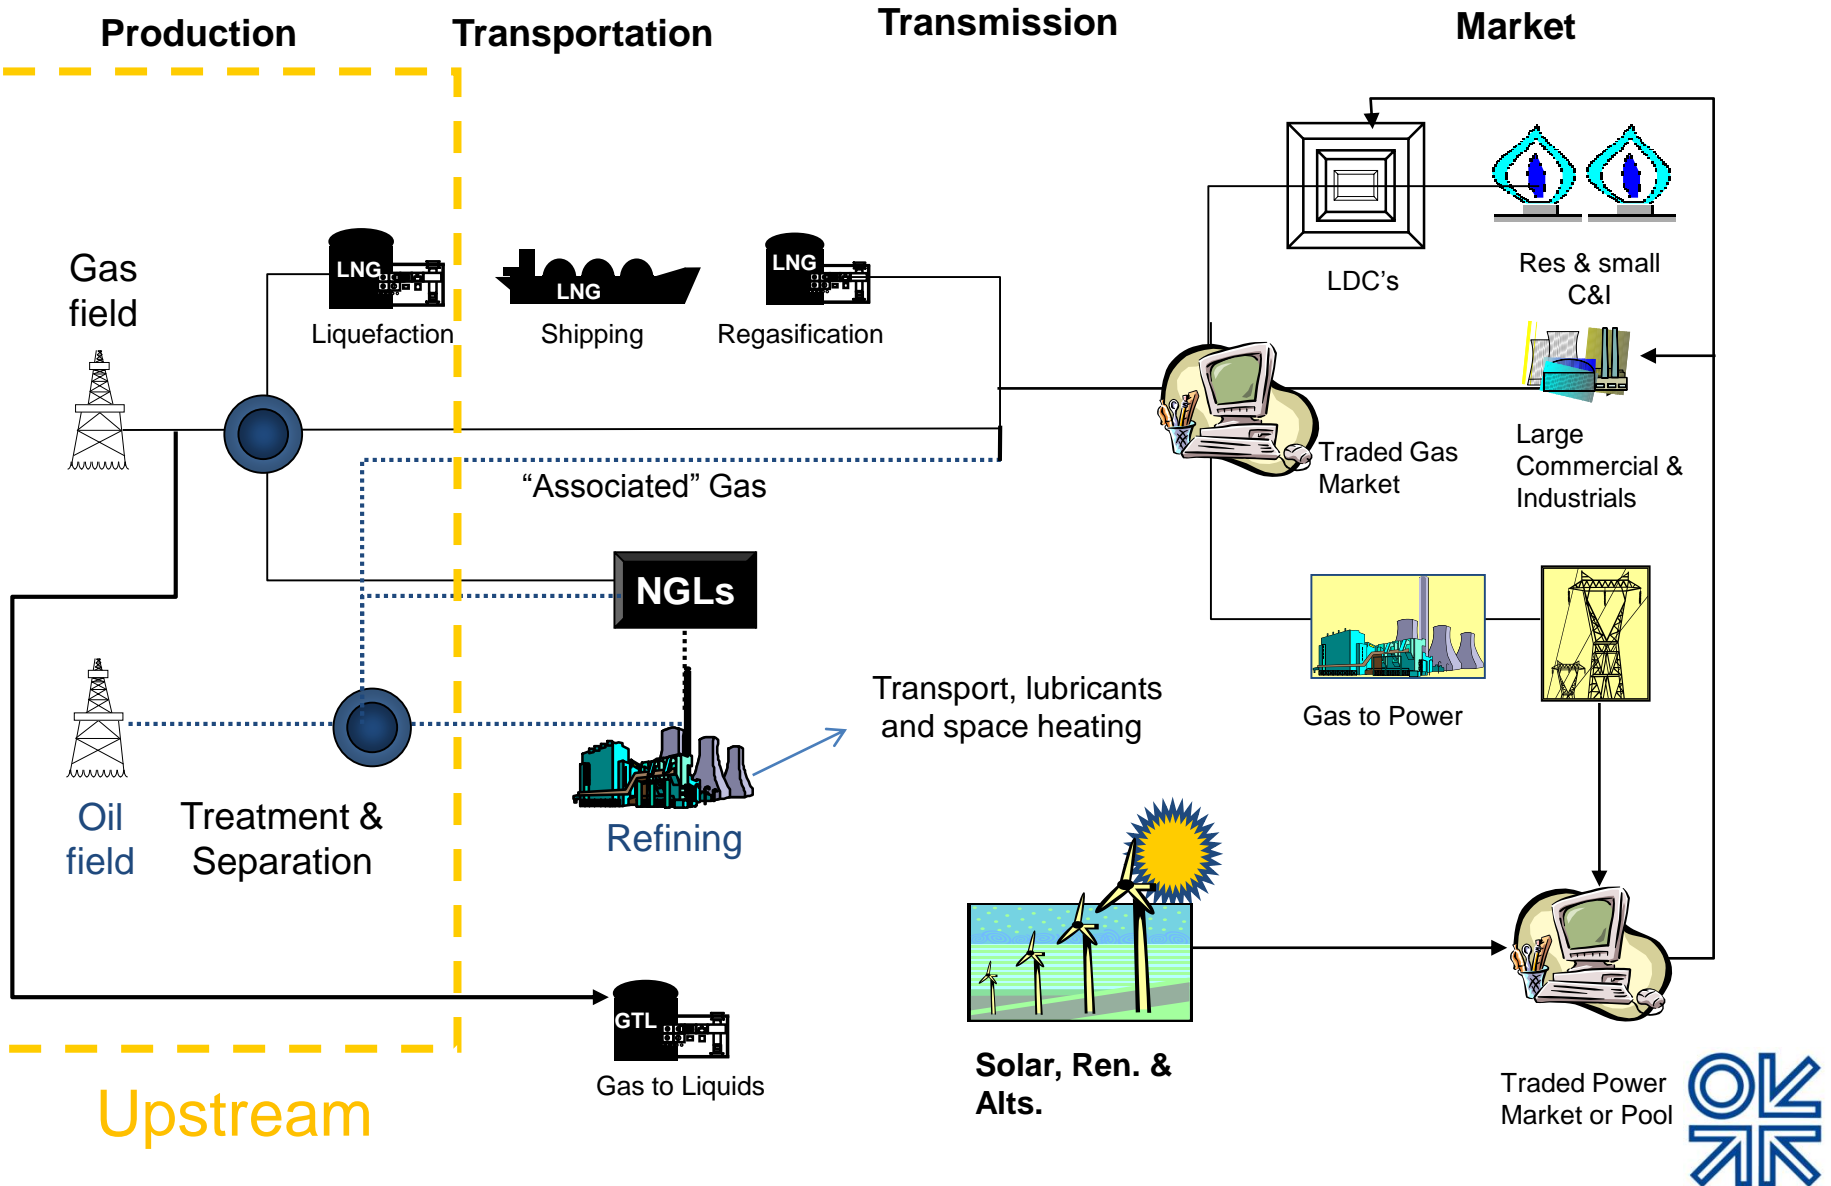 Production
Transportation
Transmission
Market
Gas
field
LNG
Liquefaction
LNG
Shipping
LNG
Regasification
LDC's
Res & small
C&I
“Associated” Gas
Traded Gas
Market
Large
Commercial &
Industrials
NGLs
Transport, lubricants
and space heating
Gas to Power
Oil
field
Treatment &
Separation
Refining
GTL
Gas to Liquids
Solar, Ren. &
Alts.
Traded Power
Market or Pool
Upstream